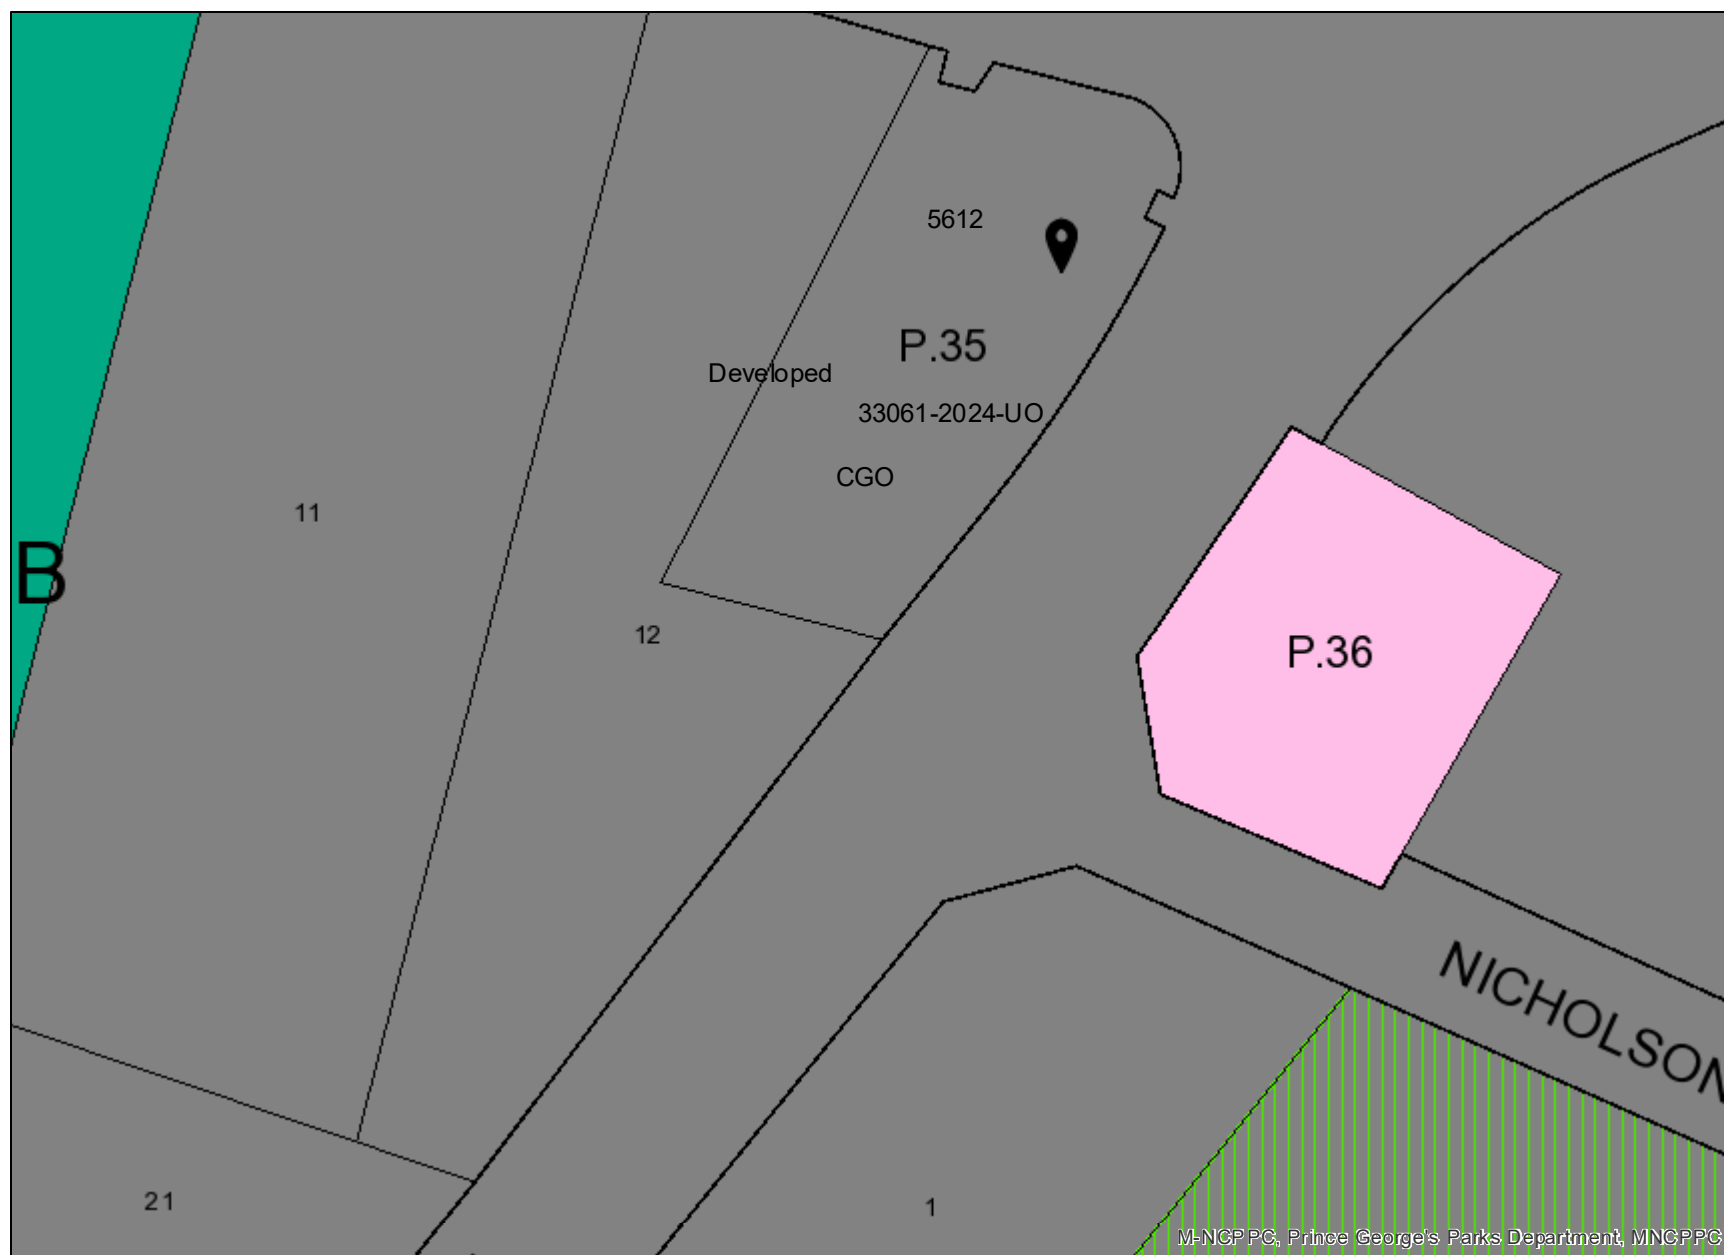 5612
P.35
Developed
33061-2024-UO
CGO
11
B
12
P.36
NICHOLSON
21
1
M-NCPPC, Prince George's Parks Department, MNCPPC